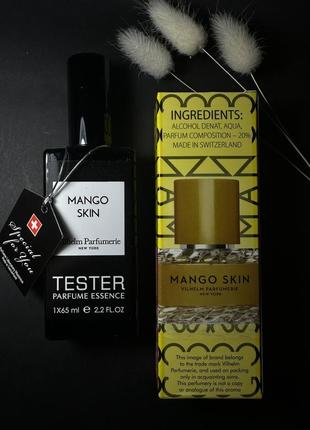 MANGO
SKIN
Vilhelm Parfumerie
NEW YORK
TESTER
PARFUME ESSENCE
1X65 ml e 2.2 FL.OZ
Special
for You
INGREDIENTS:
ALCOHOL DENAT, AQUA,
PARFUM COMPOSITION – 20%
MADE IN SWITZERLAND
MANGO SKIN
VILHELM PARFUMERIE
NEW YORK
This image of brand belongs
to the trade mark Vilhelm
Parfumerie, and used on packing
only in acquainting aims.
This perfumery is not a copy
or analogue of this aroma